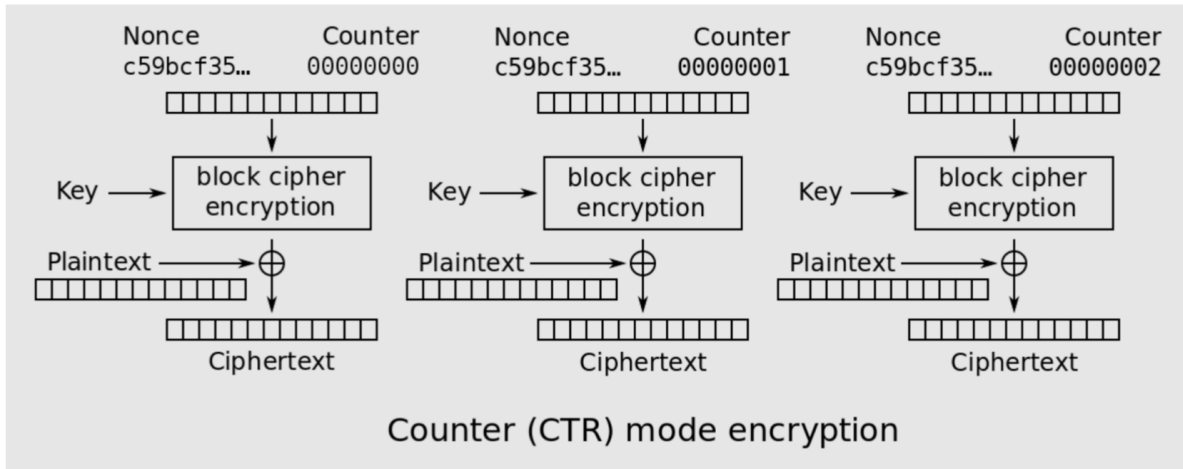 Nonce Counter Nonce Counter Nonce Counter
c59bcf35… 00000000 c59bcf35… 00000001 c59bcf35… 00000002
block cipher block cipher block cipher
Key encryption Key encryption Key encryption
Plaintext Plaintext Plaintext
Ciphertext Ciphertext Ciphertext
Counter (CTR) mode encryption